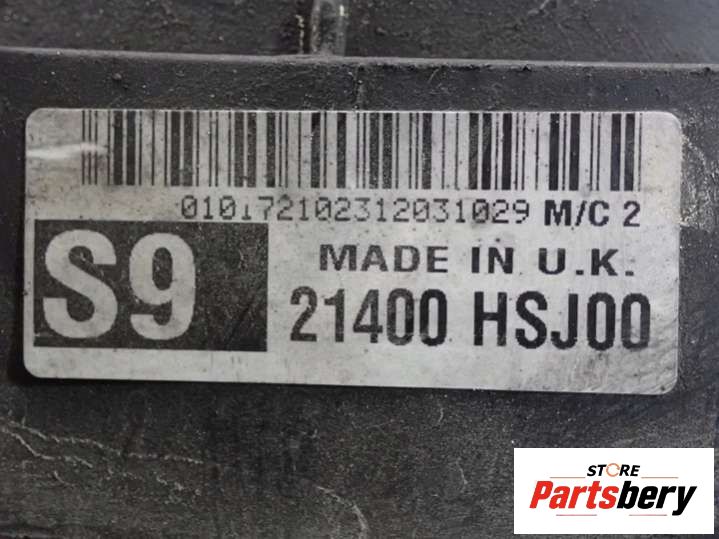 010172102312031029 M/C 2
S9
MADE IN U.K.
21400 HSJ00
STORE
Partsbery